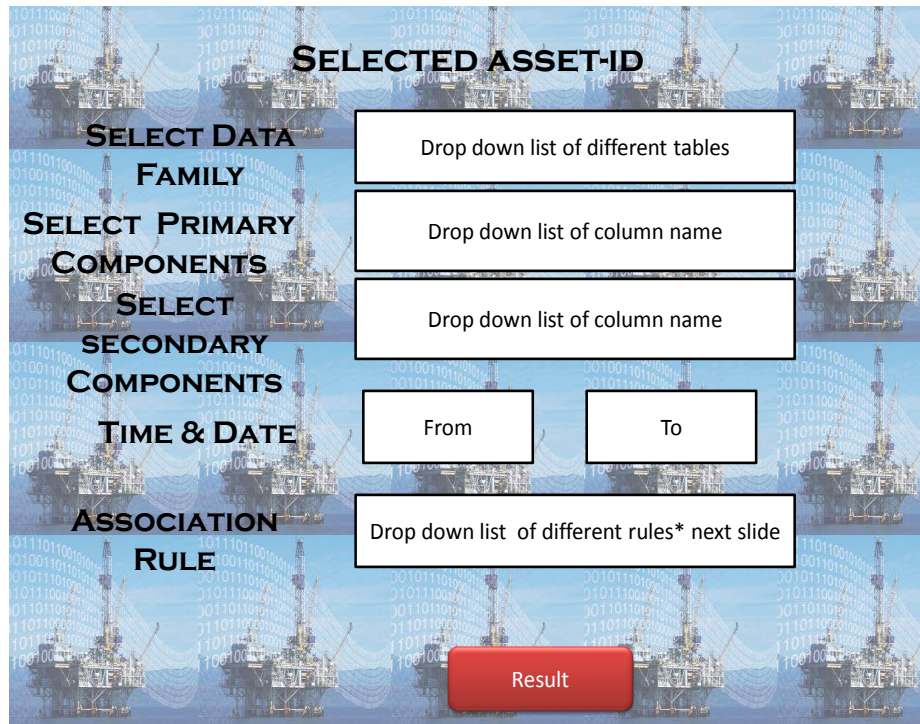 SELECTED ASSET-ID
SELECT DATA
FAMILY
Drop down list of different tables
SELECT PRIMARY
COMPONENTS
Drop down list of column name
SELECT
SECONDARY
COMPONENTS
Drop down list of column name
TIME & DATE
From
To
ASSOCIATION
RULE
Drop down list of different rules* next slide
Result